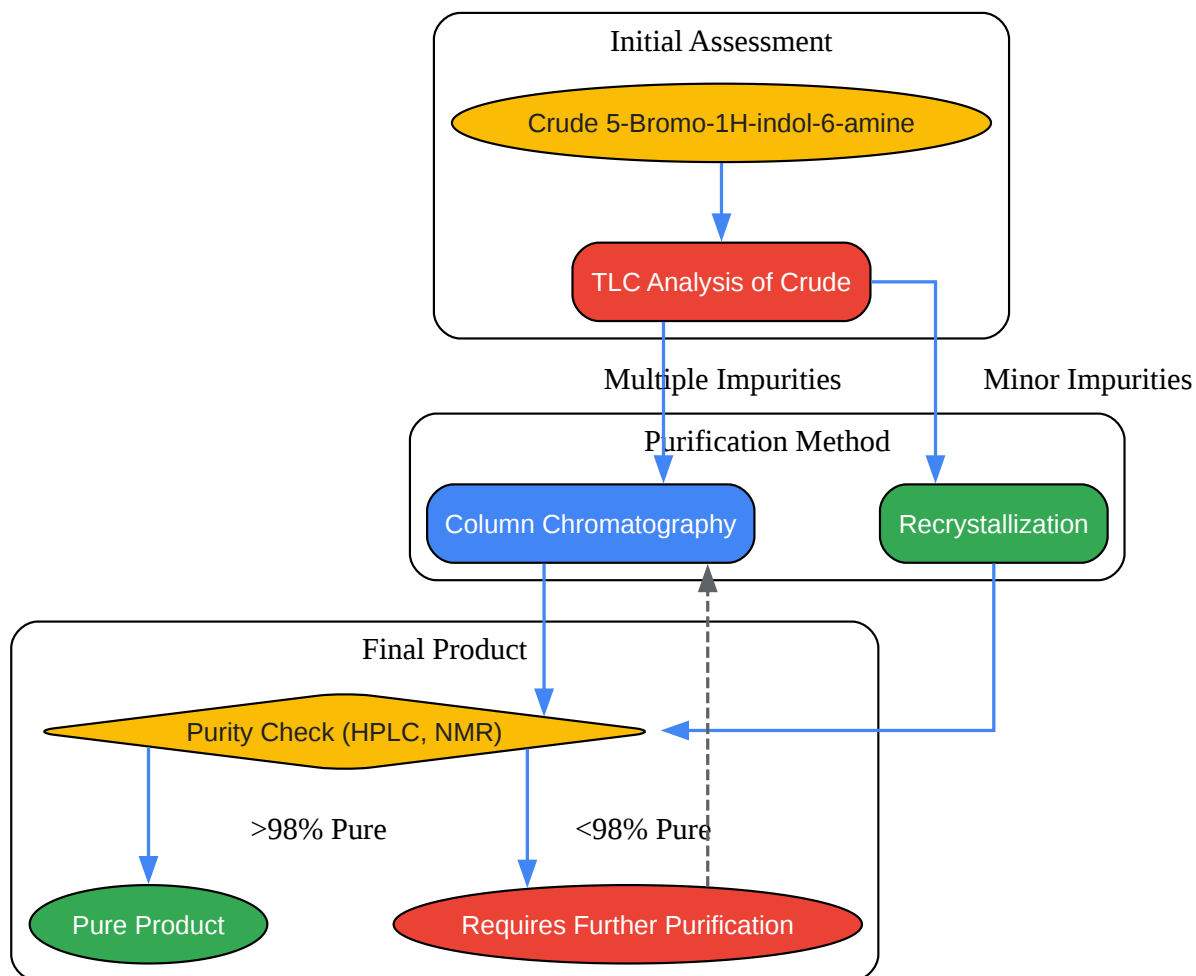 Initial Assessment
Crude 5-Bromo-1H-indol-6-amine
TLC Analysis of Crude
Multiple Impurities
Minor Impurities
Purification Method
Column Chromatography
Recrystallization
Final Product
Purity Check (HPLC, NMR)
>98% Pure
<98% Pure
Pure Product
Requires Further Purification